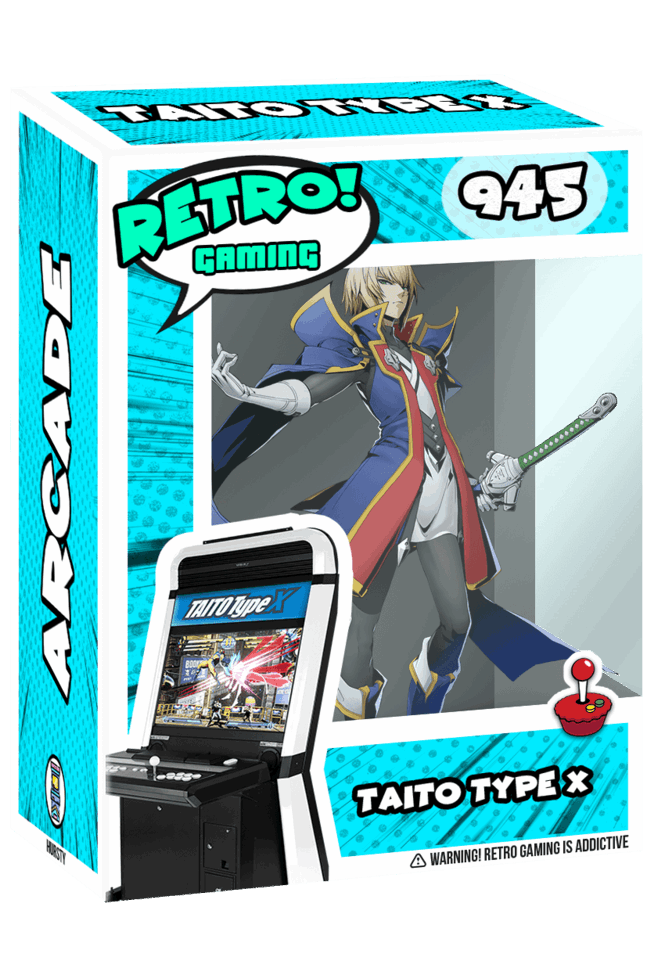 TAITO TYPE X
RETRO!
GAMING
945
ARCADE
TAITO Type X
TAITO TYPE X
⚠ WARNING! RETRO GAMING IS ADDICTIVE
HURSTY